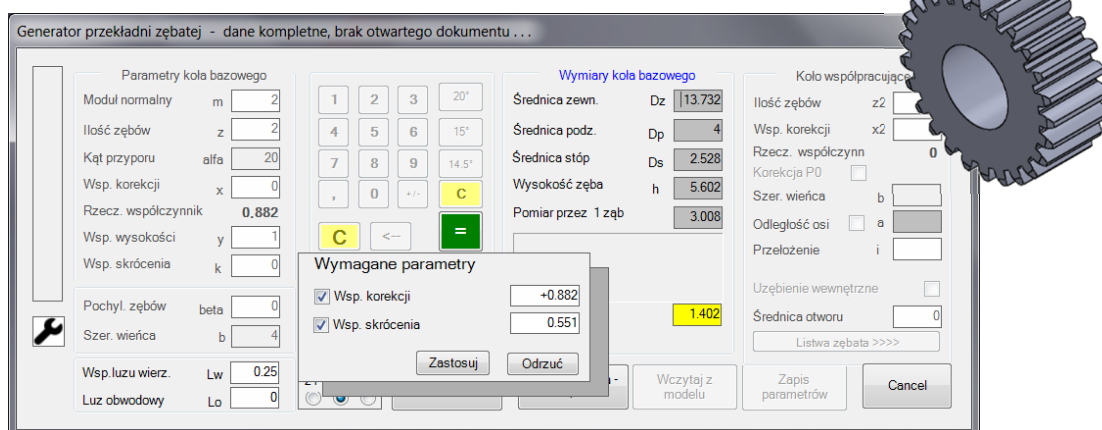 Generator przekładni zębatej - dane kompletne, brak otwartego dokumentu . . .
Parametry koła bazowego
Moduł normalny m 2
Ilość zębów z 2
Kąt przyporu alfa 20
Wsp. korekcji x 0
Rzecz. współczynnik 0,882
Wsp. wysokości y 1
Wsp. skrócenia k 0
Pochyl. zębów beta 0
Szer. wieńca b 4
Wsp.luzu wierz. Lw 0.25
Luz obwodowy Lo 0
1 2 3 20°
4 5 6 15°
7 8 9 14.5°
, 0 +/- C
C <--- =
Wymagane parametry
Wsp. korekcji +0.882
Wsp. skrócenia 0.551
Zastosuj Odrzuć
Wymiary koła bazowego
Średnica zewn. Dz 13.732
Średnica podz. Dp 4
Średnica stóp Ds 2.528
Wysokość zęba h 5.602
Pomiar przez 1 ząb 3.008
1.402
Koło współpracujące
Ilość zębów z2
Wsp. korekcji x2
Rzecz. współczynn 0
Korekcja P0
Szer. wieńca b
Odległość osi a
Przełożenie i
Uzębienie wewnętrzne
Średnica otworu 0
Listwa zębata >>>>
Wczytaj z
modelu
Zapis
parametrów
Cancel